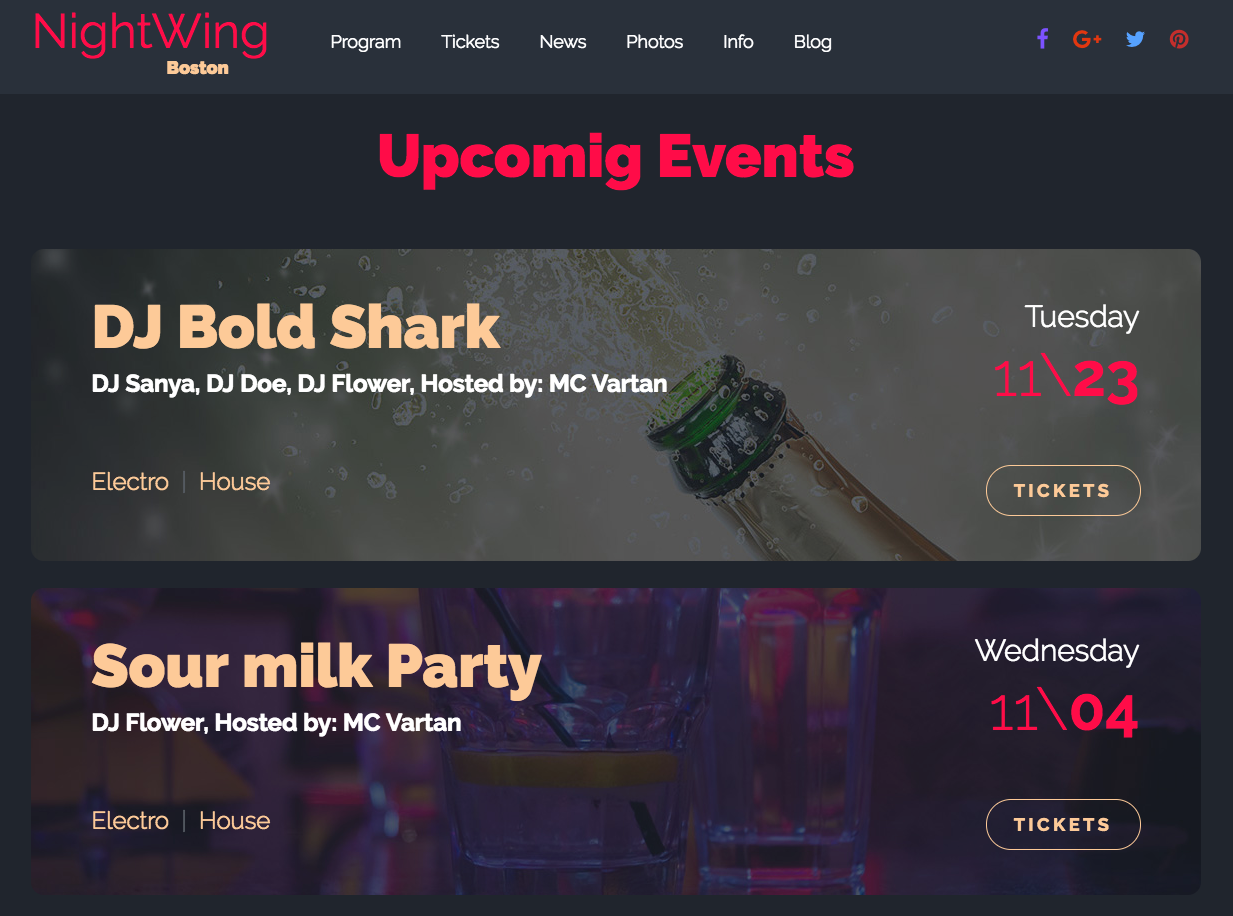 NightWing
Boston
Program Tickets News Photos Info Blog
Upcomig Events
DJ Bold Shark
DJ Sanya, DJ Doe, DJ Flower, Hosted by: MC Vartan
Electro | House
Tuesday
11\23
TICKETS
Sour milk Party
DJ Flower, Hosted by: MC Vartan
Electro | House
Wednesday
11\04
TICKETS